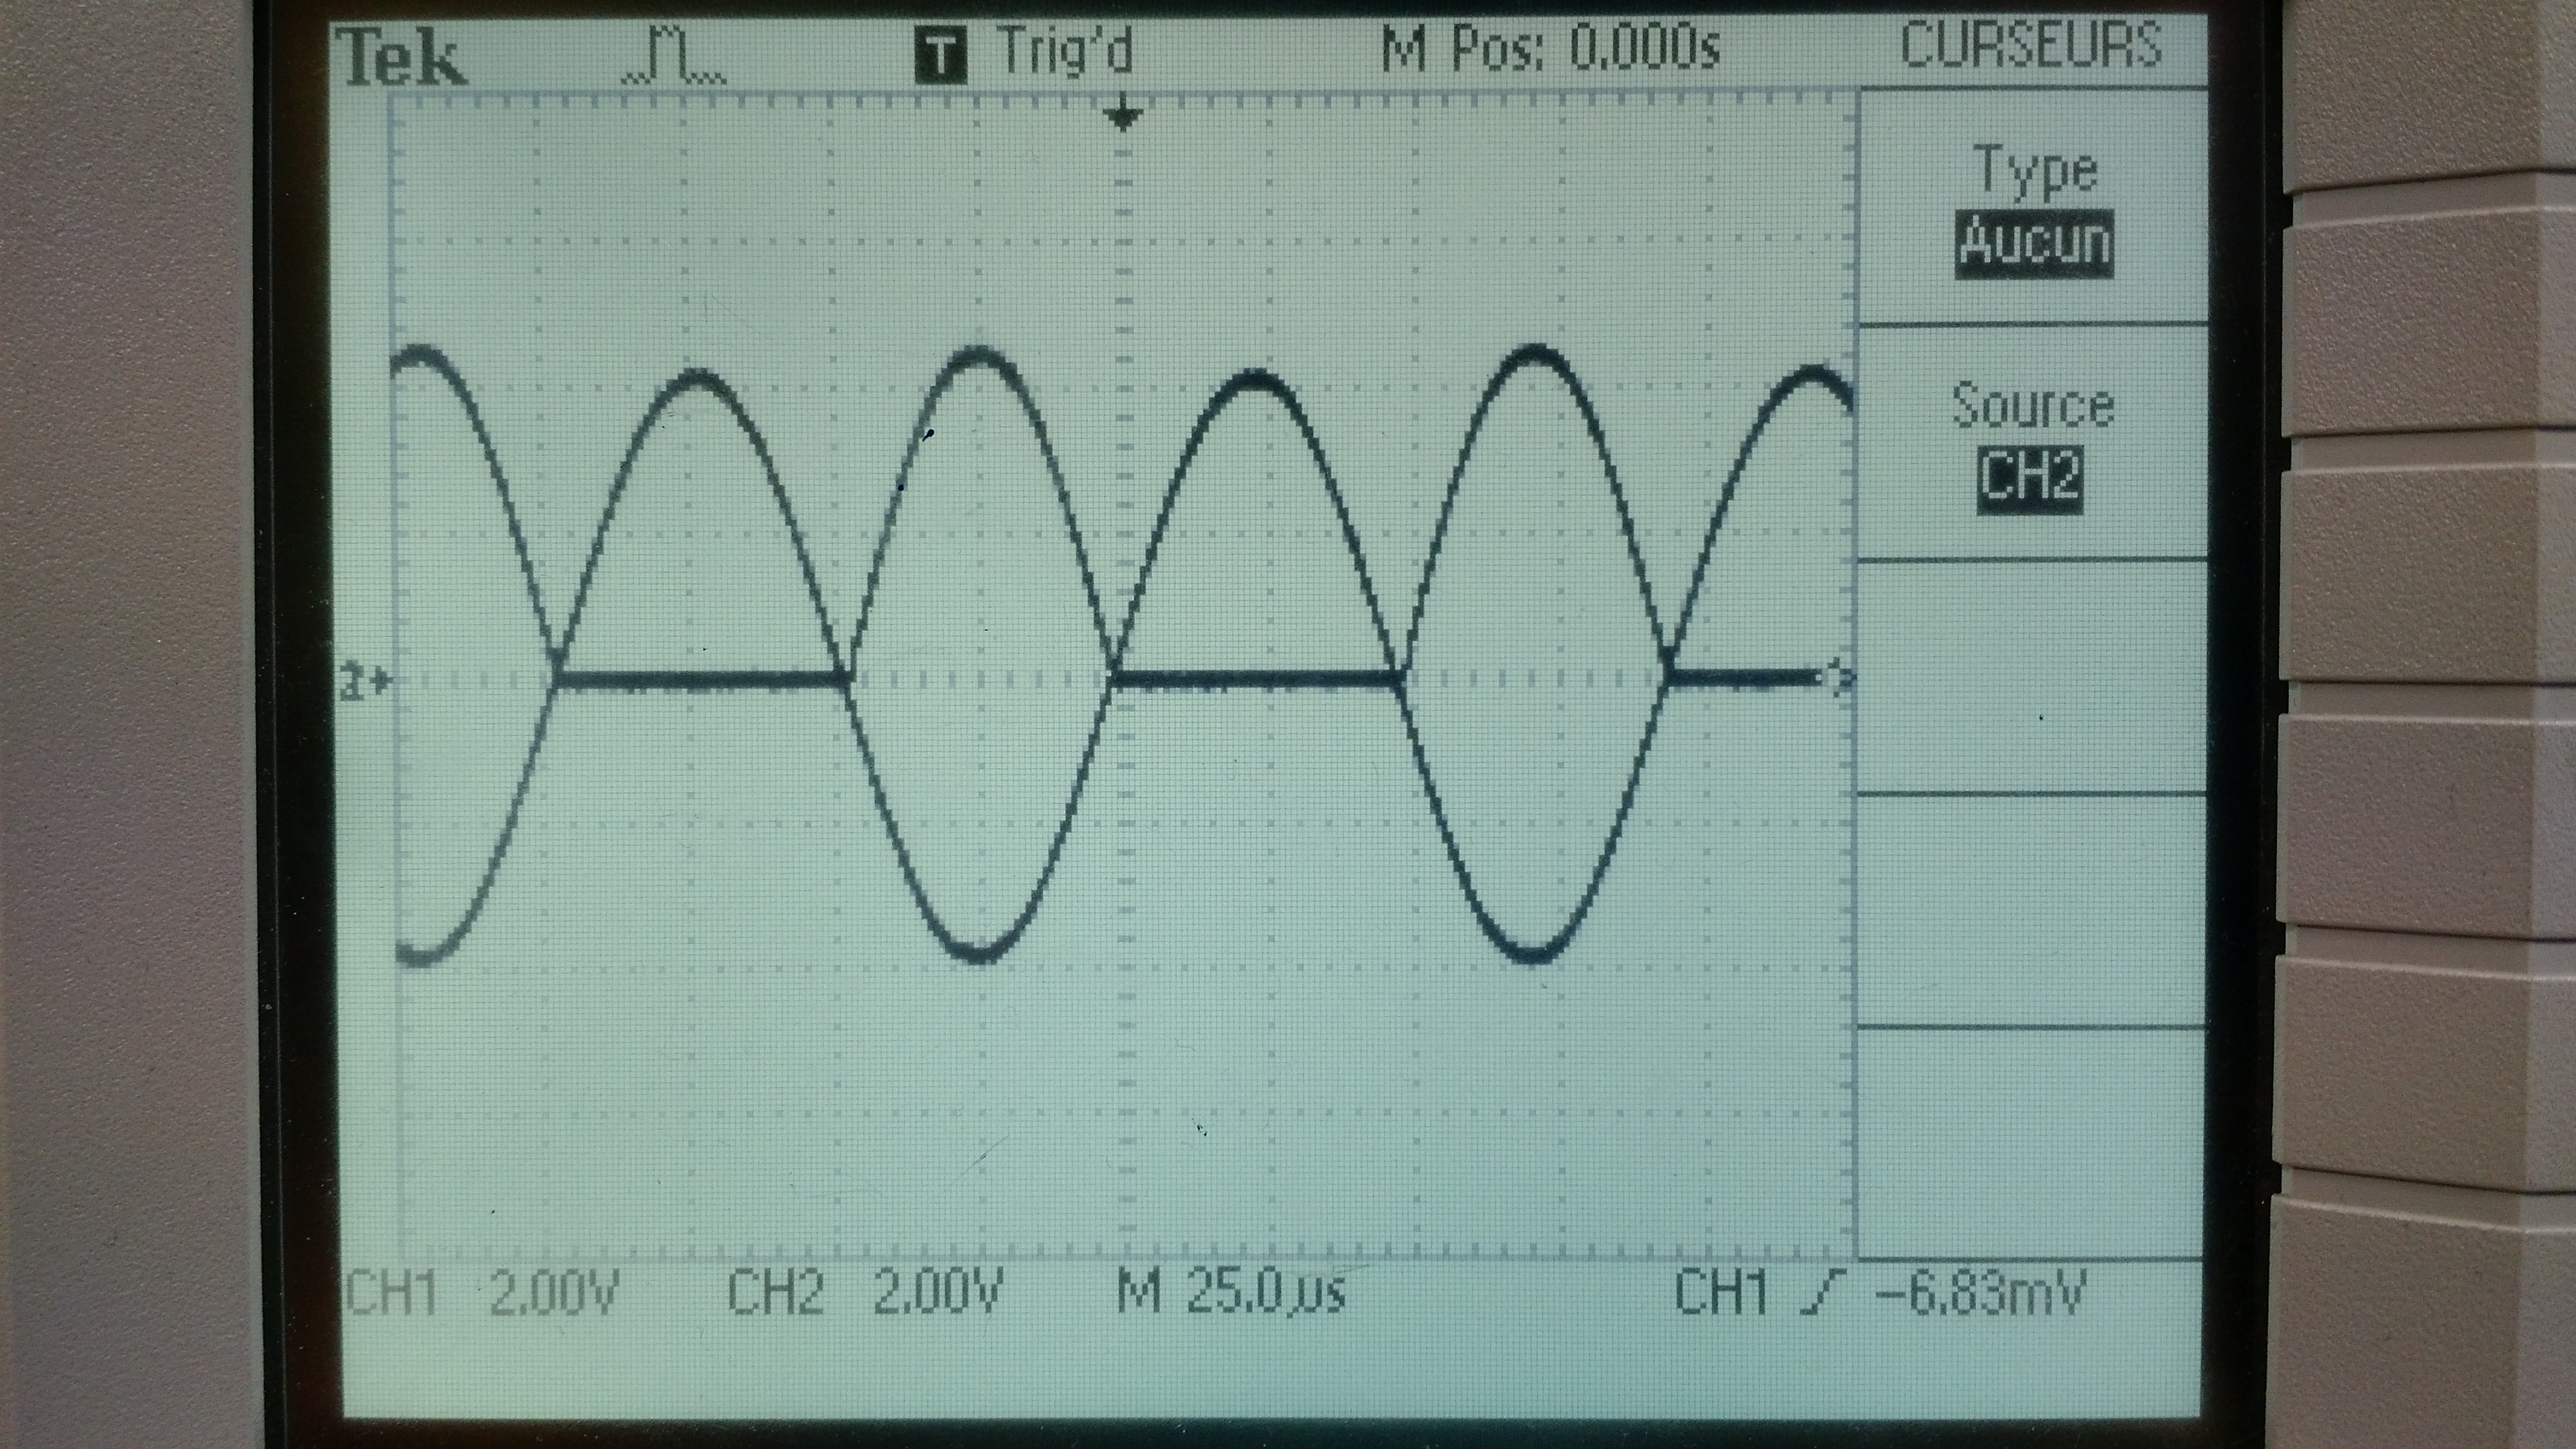 Tek T Trig'd M Pos: 0.000s CURSEURS
Type
Aucun
Source
CH2
CH1 2.00V CH2 2.00V M 25.0µs CH1 -6.83mV